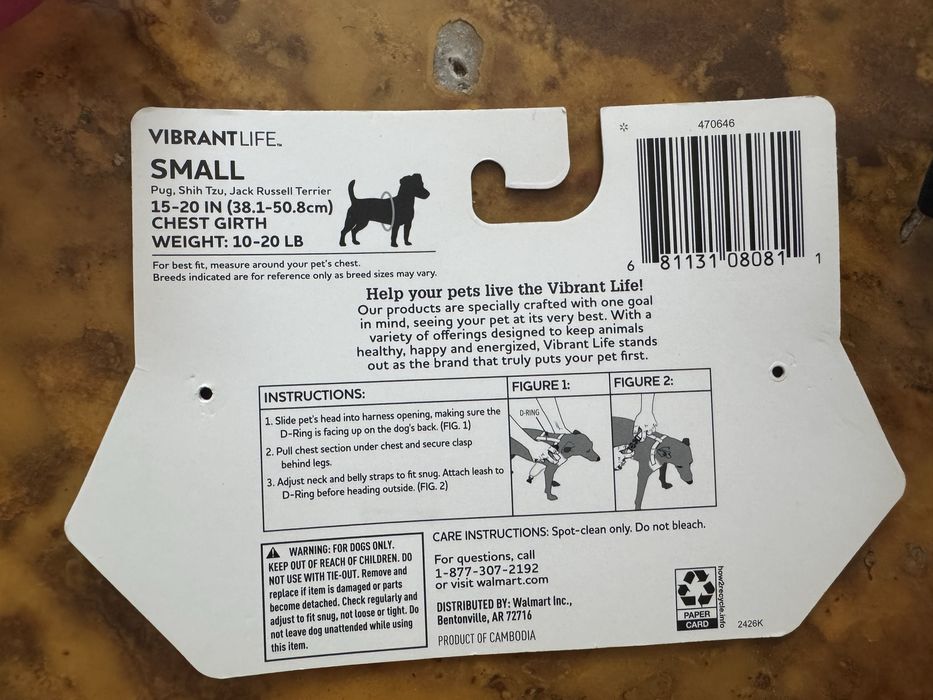 VIBRANTLIFE™
SMALL
Pug, Shih Tzu, Jack Russell Terrier
15-20 IN (38.1-50.8cm)
CHEST GIRTH
WEIGHT: 10-20 LB
For best fit, measure around your pet's chest.
Breeds indicated are for reference only as breed sizes may vary.
* 470646
6 81131 08081 1
Help your pets live the Vibrant Life!
Our products are specially crafted with one goal
in mind, seeing your pet at its very best. With a
variety of offerings designed to keep animals
healthy, happy and energized, Vibrant Life stands
out as the brand that truly puts your pet first.
INSTRUCTIONS:
1. Slide pet's head into harness opening, making sure the
D-Ring is facing up on the dog's back. (FIG. 1)
2. Pull chest section under chest and secure clasp
behind legs.
3. Adjust neck and belly straps to fit snug. Attach leash to
D-Ring before heading outside. (FIG. 2)
FIGURE 1:
D-RING
FIGURE 2:
WARNING: FOR DOGS ONLY.
KEEP OUT OF REACH OF CHILDREN. DO
NOT USE WITH TIE-OUT. Remove and
replace if item is damaged or parts
become detached. Check regularly and
adjust to fit snug, not loose or tight. Do
not leave dog unattended while using
this item.
CARE INSTRUCTIONS: Spot-clean only. Do not bleach.
For questions, call
1-877-307-2192
or visit walmart.com
DISTRIBUTED BY: Walmart Inc.,
Bentonville, AR 72716
PRODUCT OF CAMBODIA
PAPER
CARD
how2recycle.info
2426K